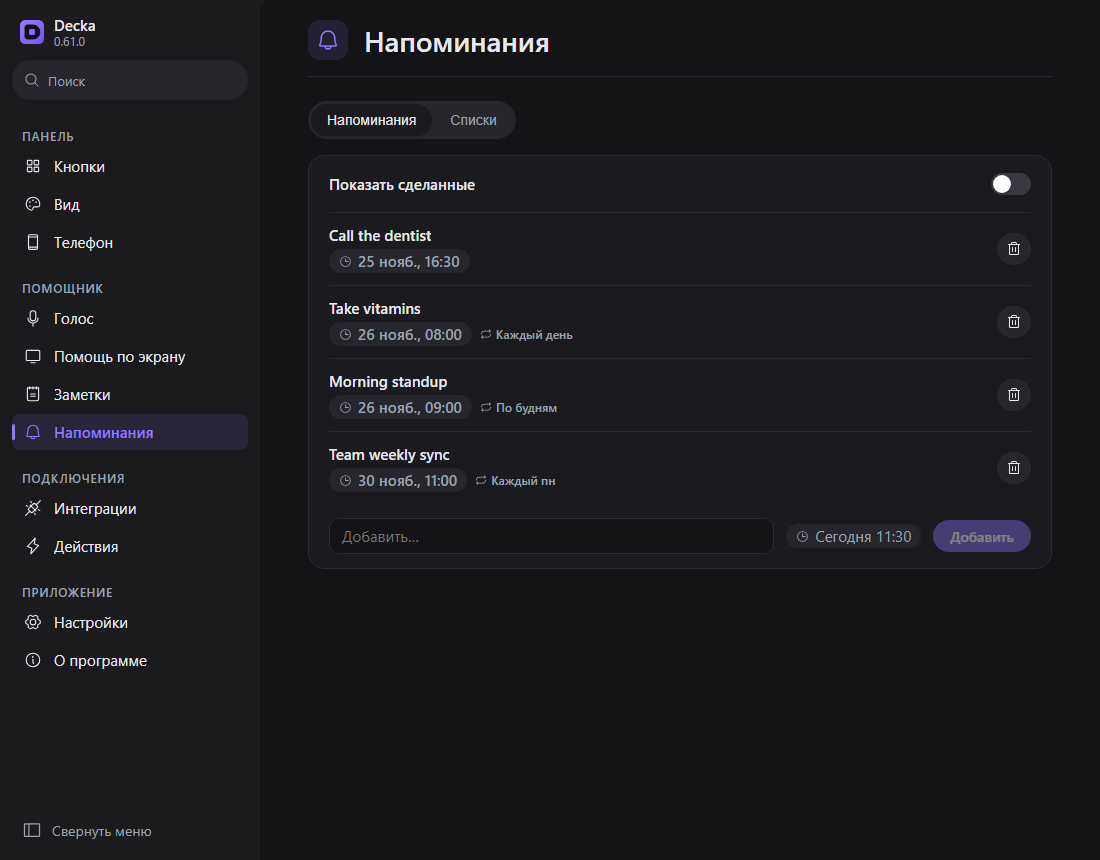 Decka
0.61.0
Поиск
ПАНЕЛЬ
Кнопки
Вид
Телефон
ПОМОЩНИК
Голос
Помощь по экрану
Заметки
Напоминания
ПОДКЛЮЧЕНИЯ
Интеграции
Действия
ПРИЛОЖЕНИЕ
Настройки
О программе
Свернуть меню
Напоминания
Напоминания Списки
Показать сделанные
Call the dentist
25 нояб., 16:30
Take vitamins
26 нояб., 08:00 Каждый день
Morning standup
26 нояб., 09:00 По будням
Team weekly sync
30 нояб., 11:00 Каждый пн
Добавить... Сегодня 11:30 Добавить